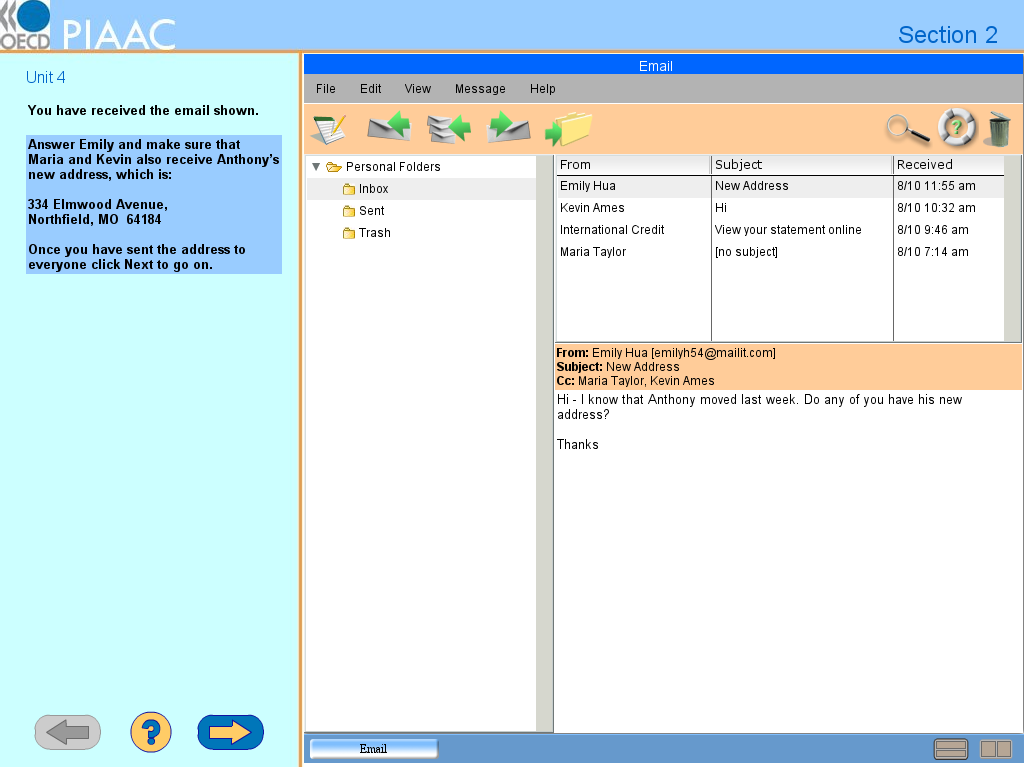 OECD
PIAAC
Section 2
Unit 4
You have received the email shown.
Answer Emily and make sure that
Maria and Kevin also receive Anthony's
new address, which is:
334 Elmwood Avenue,
Northfield, MO 64184
Once you have sent the address to
everyone click Next to go on.
Email
File Edit View Message Help
Personal Folders
Inbox
Sent
Trash
From Subject Received
Emily Hua New Address 8/10 11:55 am
Kevin Ames Hi 8/10 10:32 am
International Credit View your statement online 8/10 9:46 am
Maria Taylor [no subject] 8/10 7:14 am
From: Emily Hua [emilyh54@mailit.com]
Subject: New Address
Cc: Maria Taylor, Kevin Ames
Hi - I know that Anthony moved last week. Do any of you have his new
address?
Thanks
?
?
Email